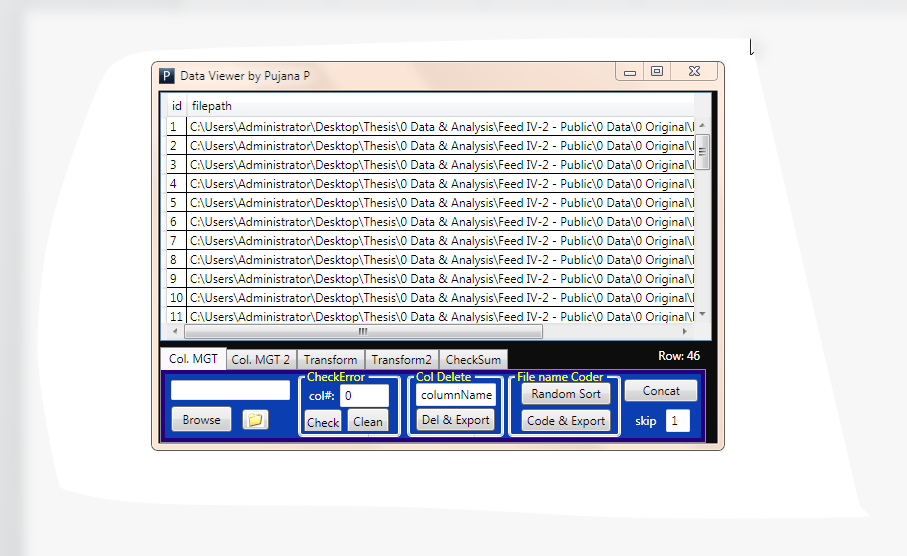 Data Viewer by Pujana P
id filepath
1 C:\Users\Administrator\Desktop\Thesis\0 Data & Analysis\Feed IV-2 - Public\0 Data\0 Original\
2 C:\Users\Administrator\Desktop\Thesis\0 Data & Analysis\Feed IV-2 - Public\0 Data\0 Original\
3 C:\Users\Administrator\Desktop\Thesis\0 Data & Analysis\Feed IV-2 - Public\0 Data\0 Original\
4 C:\Users\Administrator\Desktop\Thesis\0 Data & Analysis\Feed IV-2 - Public\0 Data\0 Original\
5 C:\Users\Administrator\Desktop\Thesis\0 Data & Analysis\Feed IV-2 - Public\0 Data\0 Original\
6 C:\Users\Administrator\Desktop\Thesis\0 Data & Analysis\Feed IV-2 - Public\0 Data\0 Original\
7 C:\Users\Administrator\Desktop\Thesis\0 Data & Analysis\Feed IV-2 - Public\0 Data\0 Original\
8 C:\Users\Administrator\Desktop\Thesis\0 Data & Analysis\Feed IV-2 - Public\0 Data\0 Original\
9 C:\Users\Administrator\Desktop\Thesis\0 Data & Analysis\Feed IV-2 - Public\0 Data\0 Original\
10 C:\Users\Administrator\Desktop\Thesis\0 Data & Analysis\Feed IV-2 - Public\0 Data\0 Original\
11 C:\Users\Administrator\Desktop\Thesis\0 Data & Analysis\Feed IV-2 - Public\0 Data\0 Original\
Col. MGT Col. MGT 2 Transform Transform2 CheckSum Row: 46
CheckError Col Delete File name Coder
col#: 0 columnName Random Sort Concat
Browse Check Clean Del & Export Code & Export skip 1